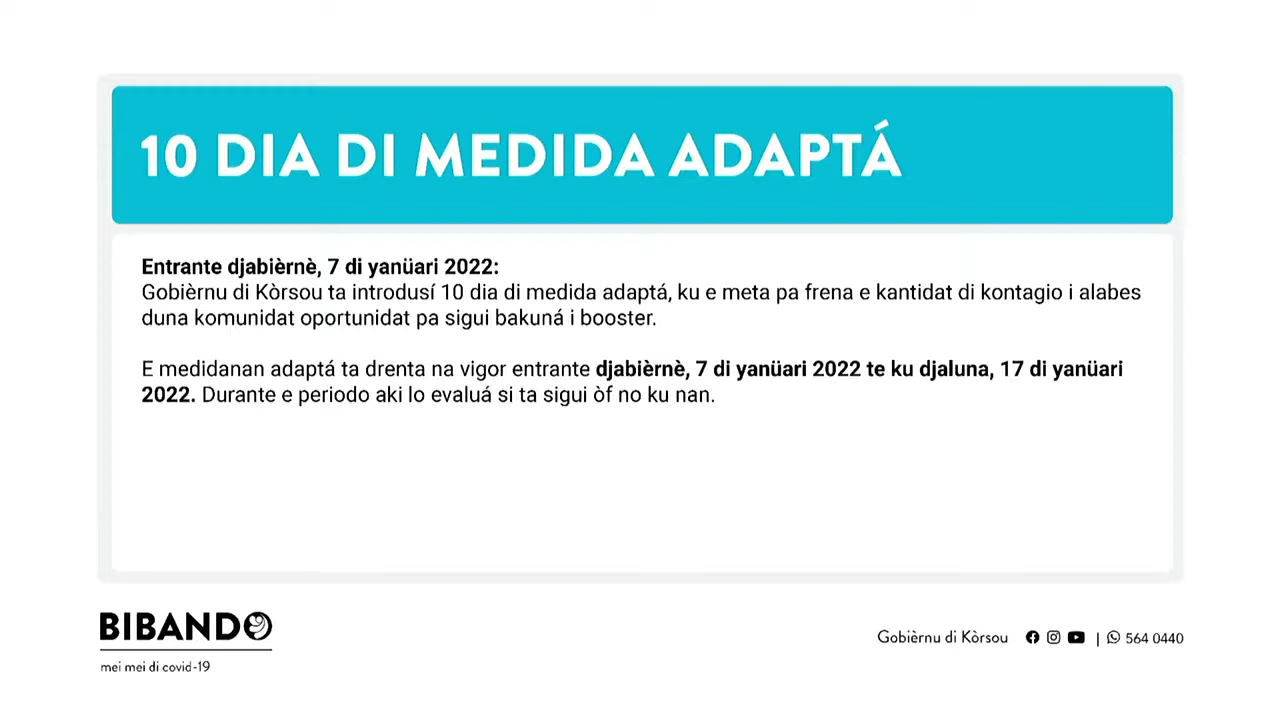 10 DIA DI MEDIDA ADAPTÁ
Entrante djabièrnè, 7 di yanüari 2022:
Gobièrnu di Kòrsou ta introdusí 10 dia di medida adaptá, ku e meta pa frena e kantidat di kontagio i alabes
duna komunidat oportunidat pa sigui bakuná i booster.
E medidanan adaptá ta drenta na vigor entrante djabièrnè, 7 di yanüari 2022 te ku djaluna, 17 di yanüari
2022. Durante e periodo aki lo evaluá si ta sigui òf no ku nan.
BIBANDO
mei mei di covid-19
Gobièrnu di Kòrsou | 564 0440